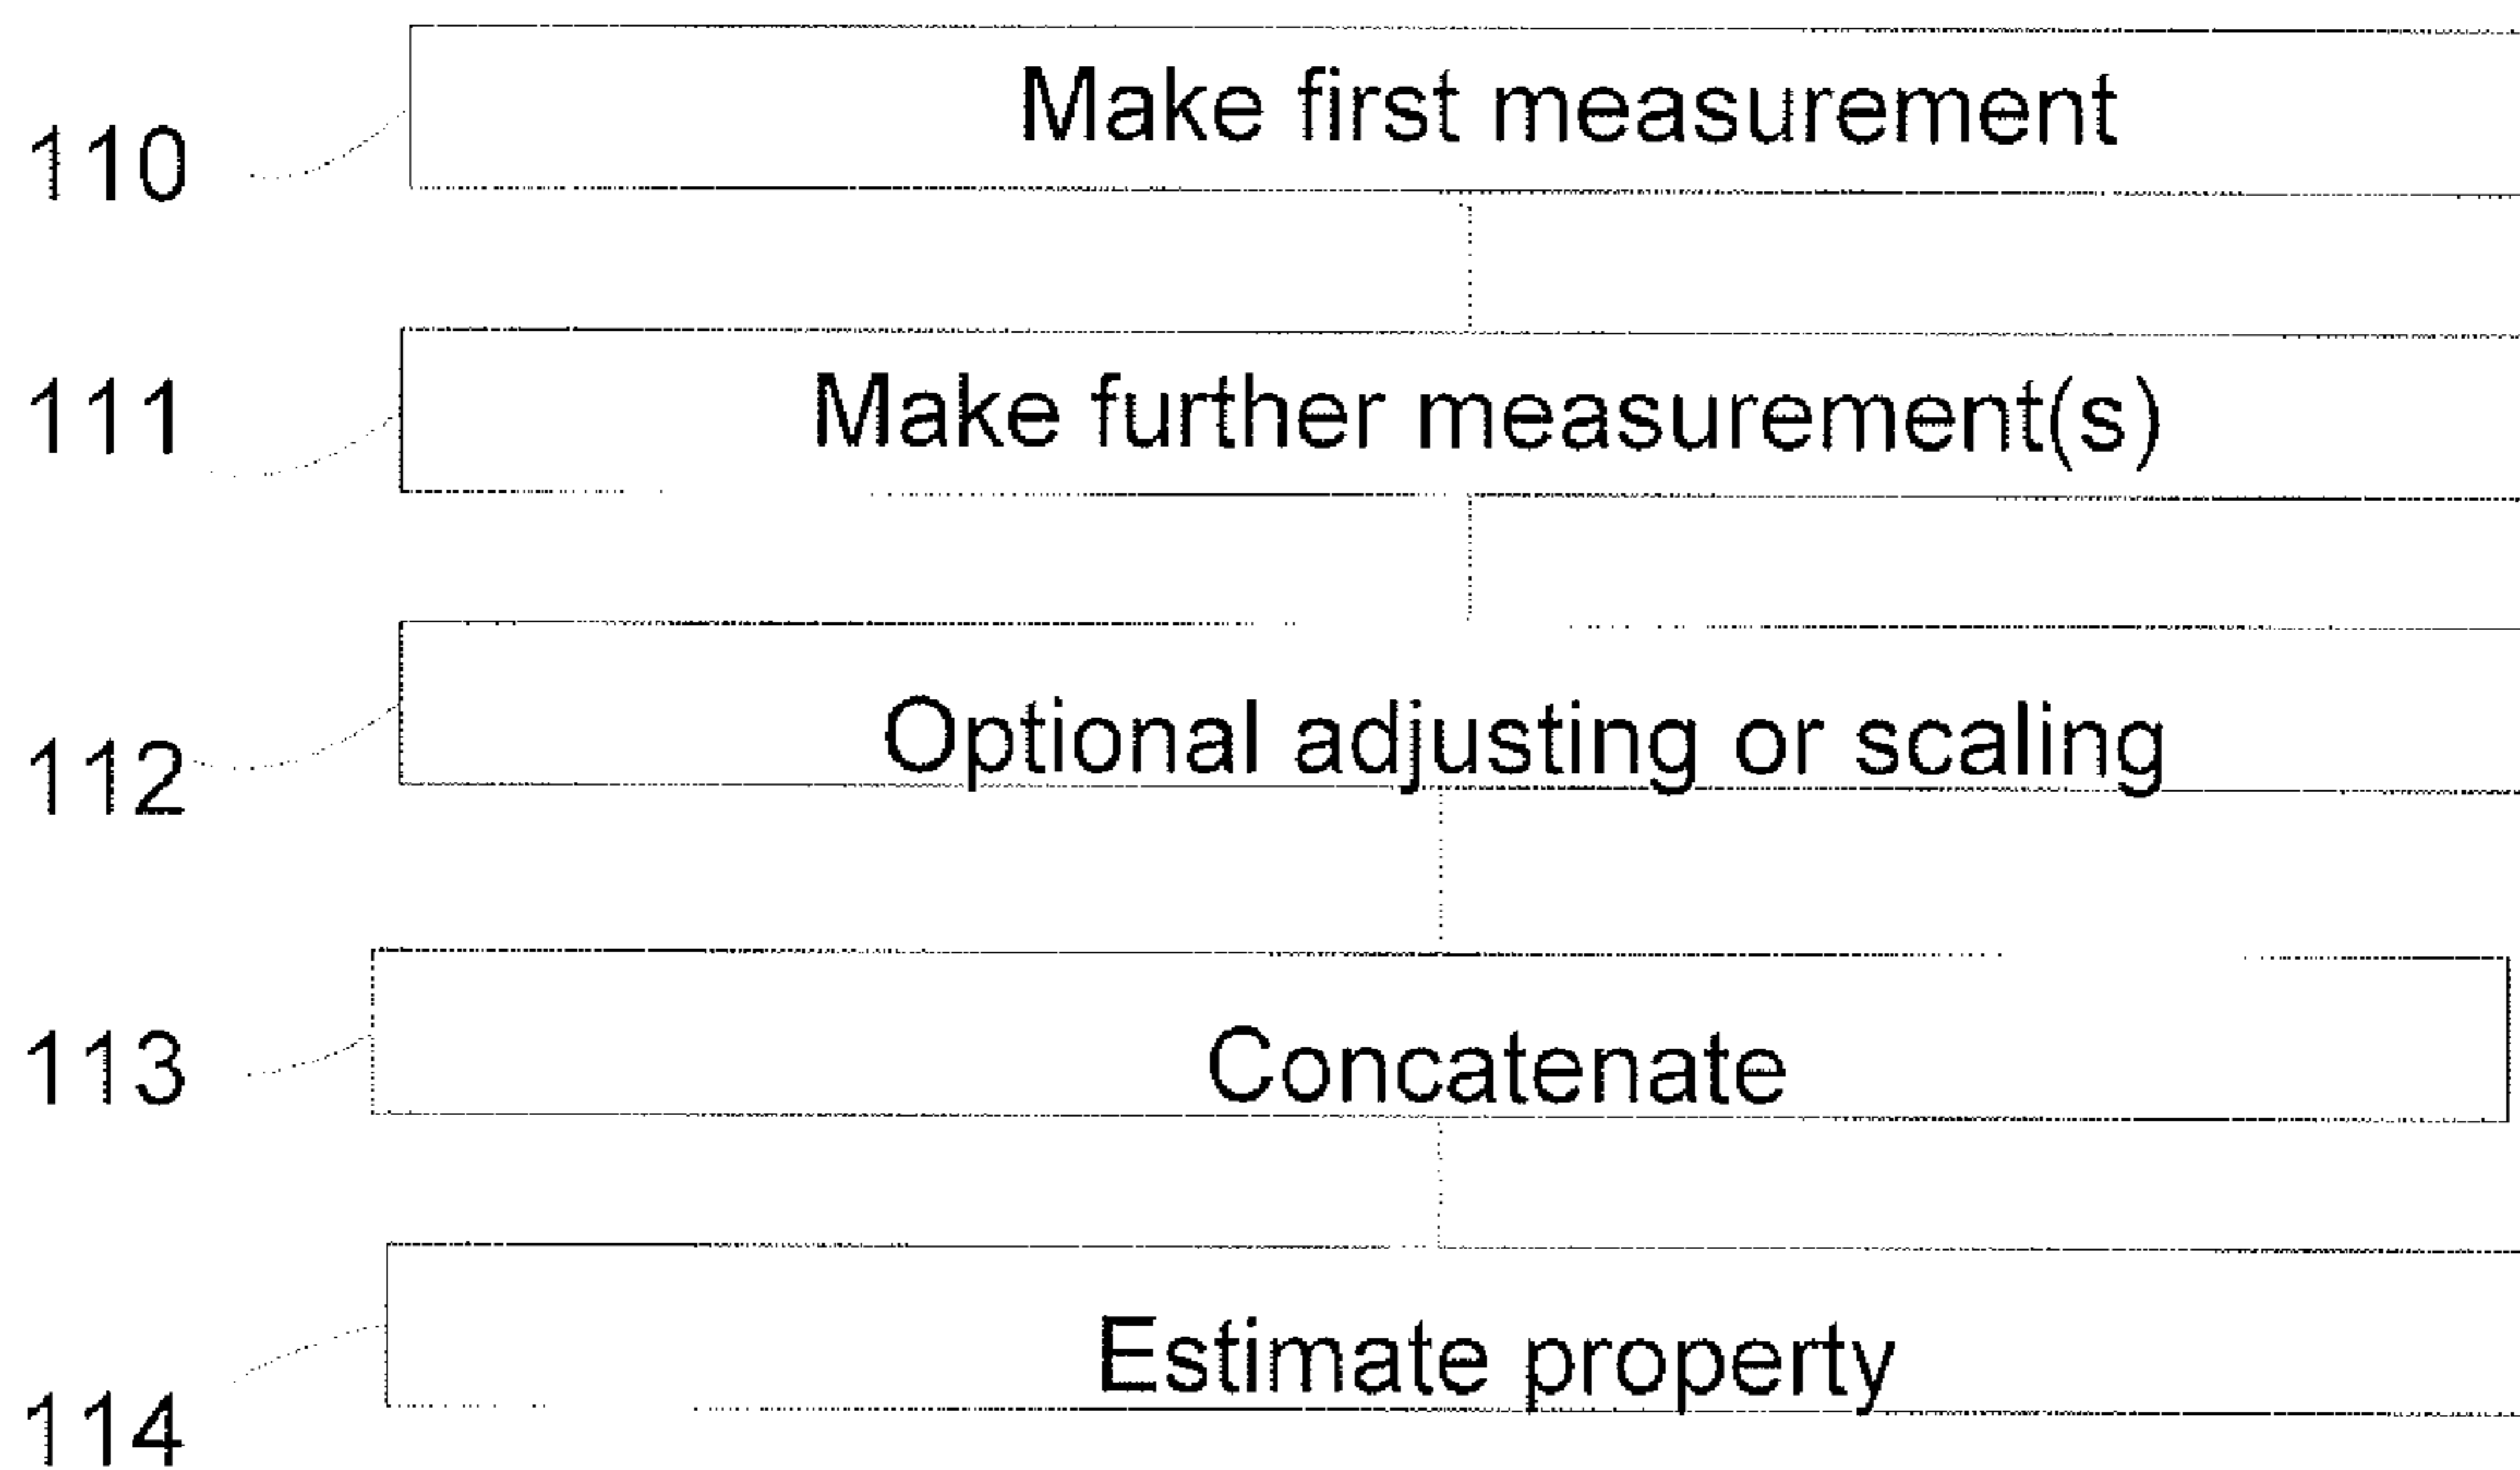 110 Make first measurement
111 Make further measurement(s)
112 Optional adjusting or scaling
113 Concatenate
114 Estimate property